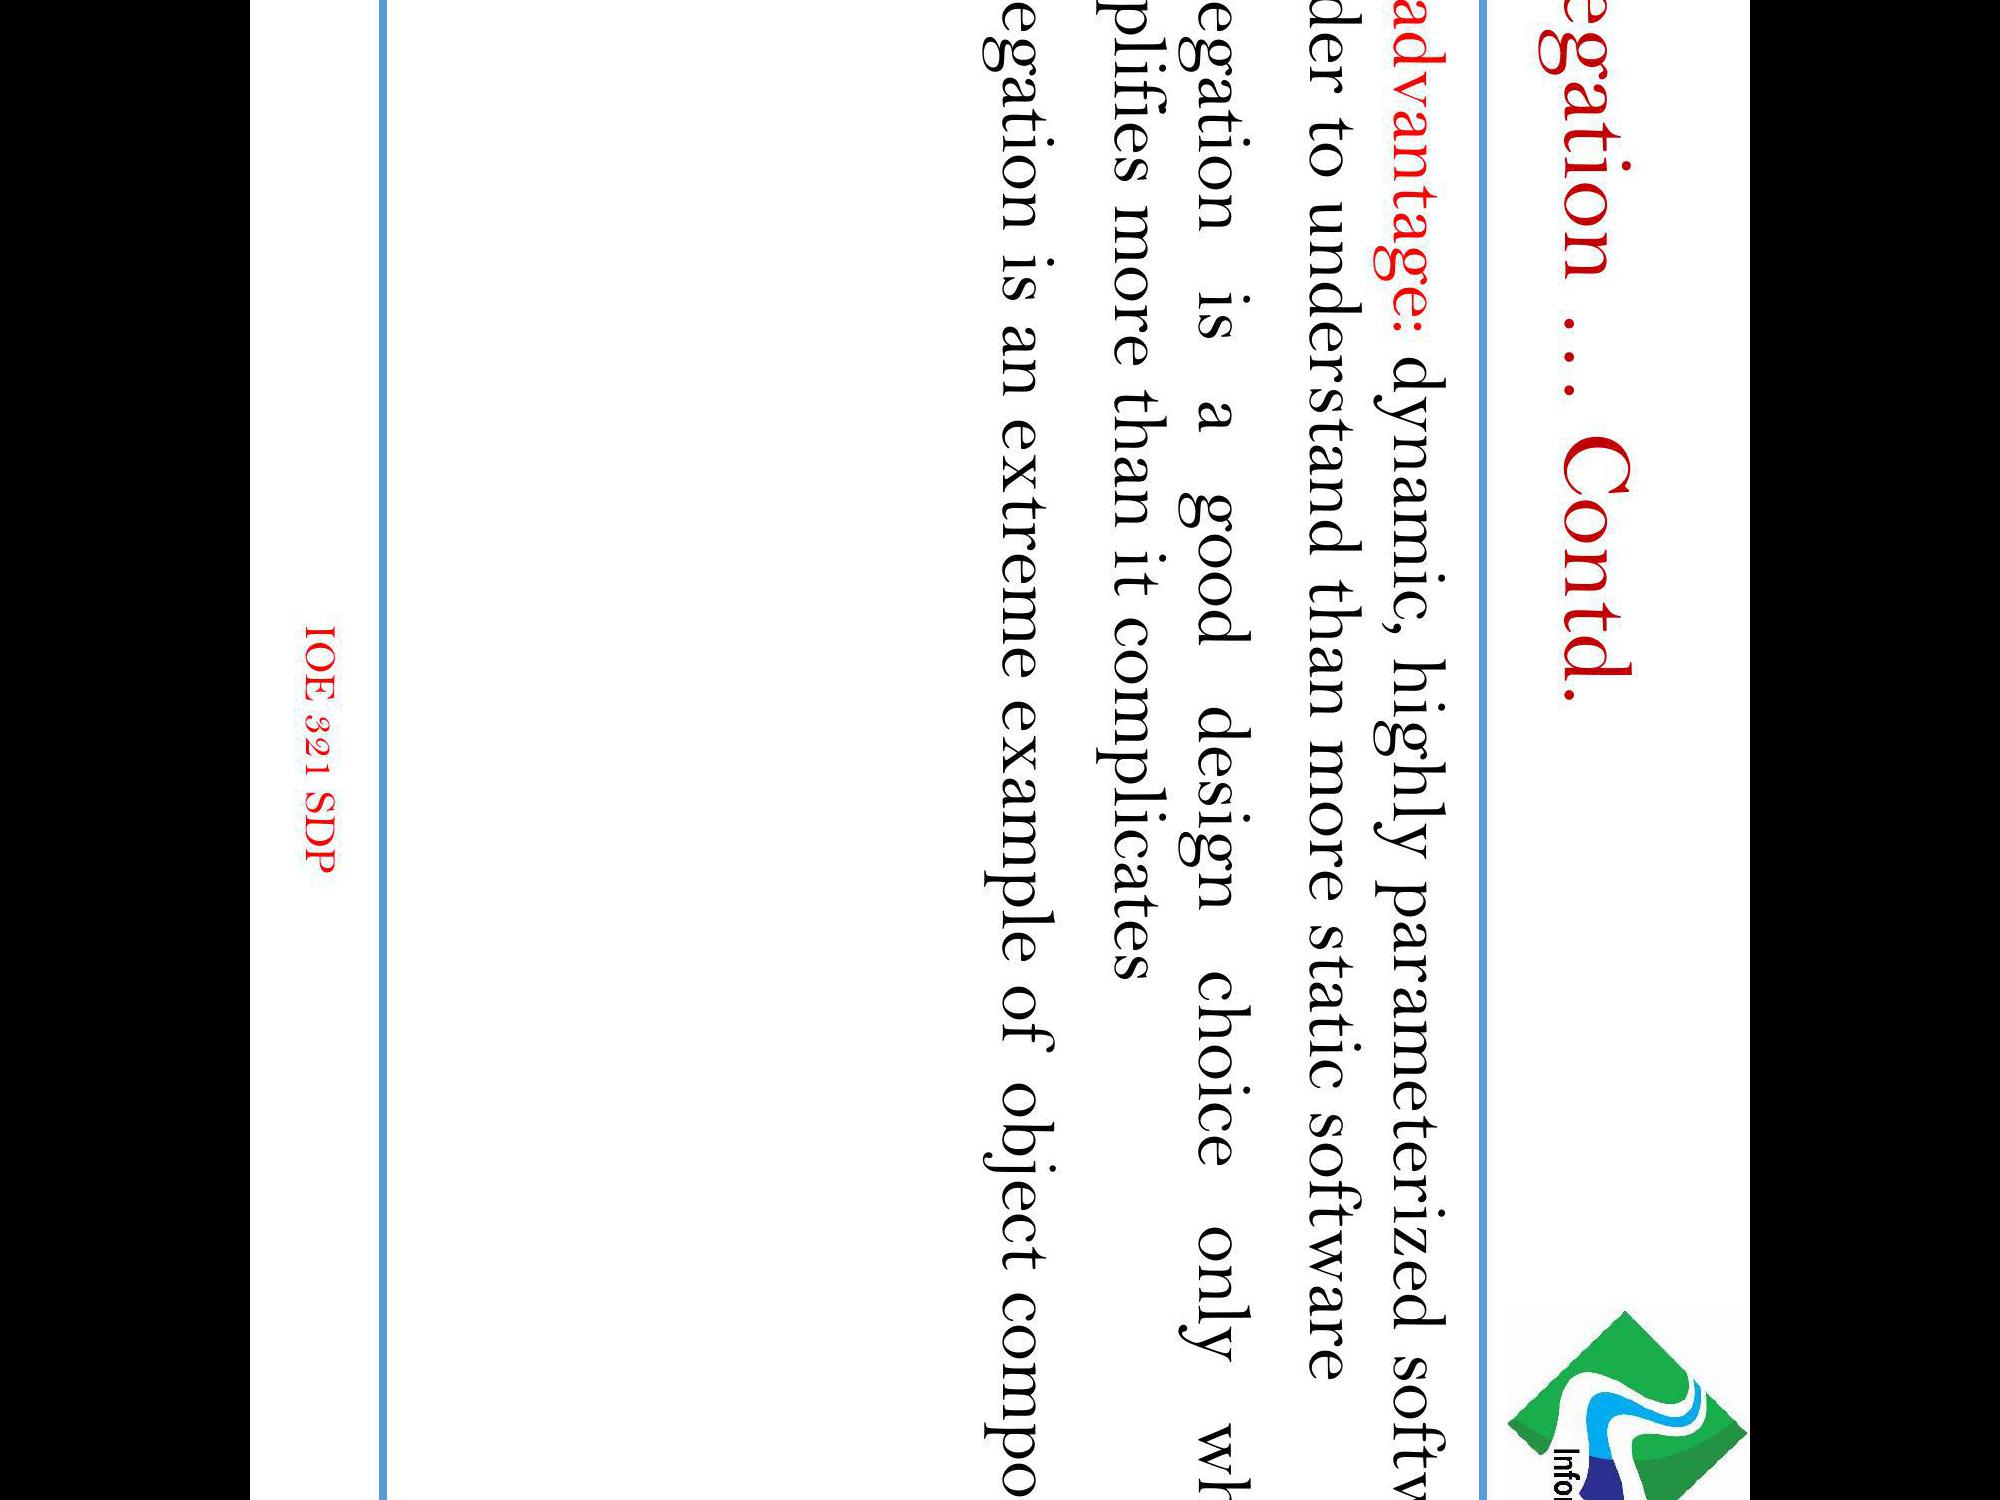 egation … Contd.
advantage: dynamic, highly parameterized softw
der to understand than more static software
egation is a good design choice only wh
plifies more than it complicates
egation is an extreme example of object compo
IOE 321 SDP
Infor